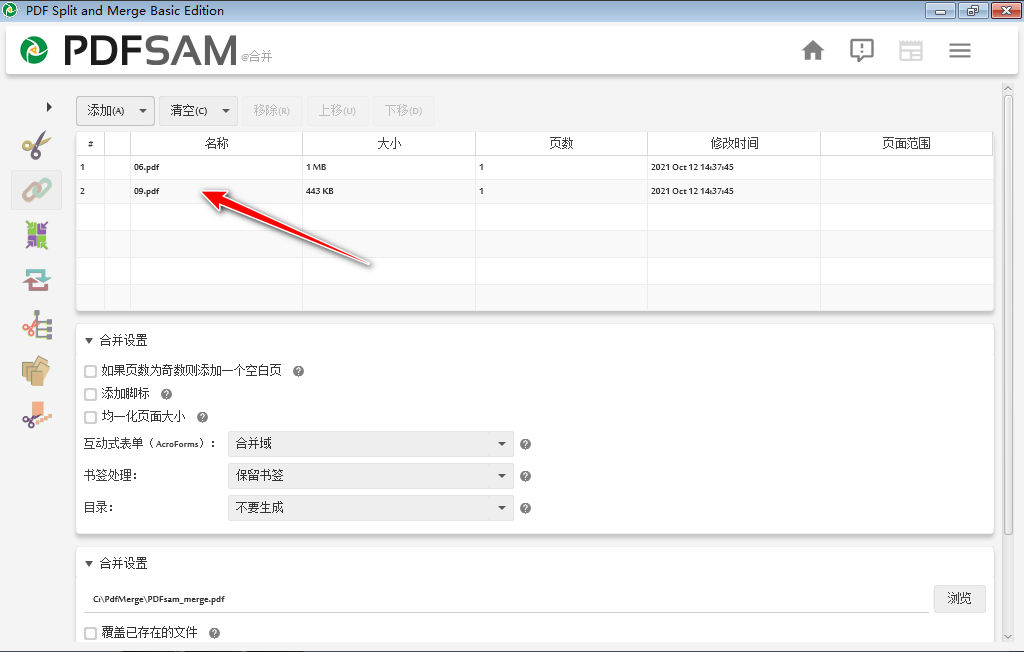 PDF Split and Merge Basic Edition
PDFSAM @合并
添加(A) 清空(C) 移除(R) 上移(U) 下移(D)
# 名称 大小 页数 修改时间 页面范围
1 06.pdf 1 MB 1 2021 Oct 12 14:37:45
2 09.pdf 443 KB 1 2021 Oct 12 14:37:45
合并设置
如果页数为奇数则添加一个空白页
添加脚标
均一化页面大小
互动式表单（AcroForms）： 合并域
书签处理： 保留书签
目录： 不要生成
合并设置
C:\PdfMerge\PDFsam_merge.pdf 浏览
覆盖已存在的文件